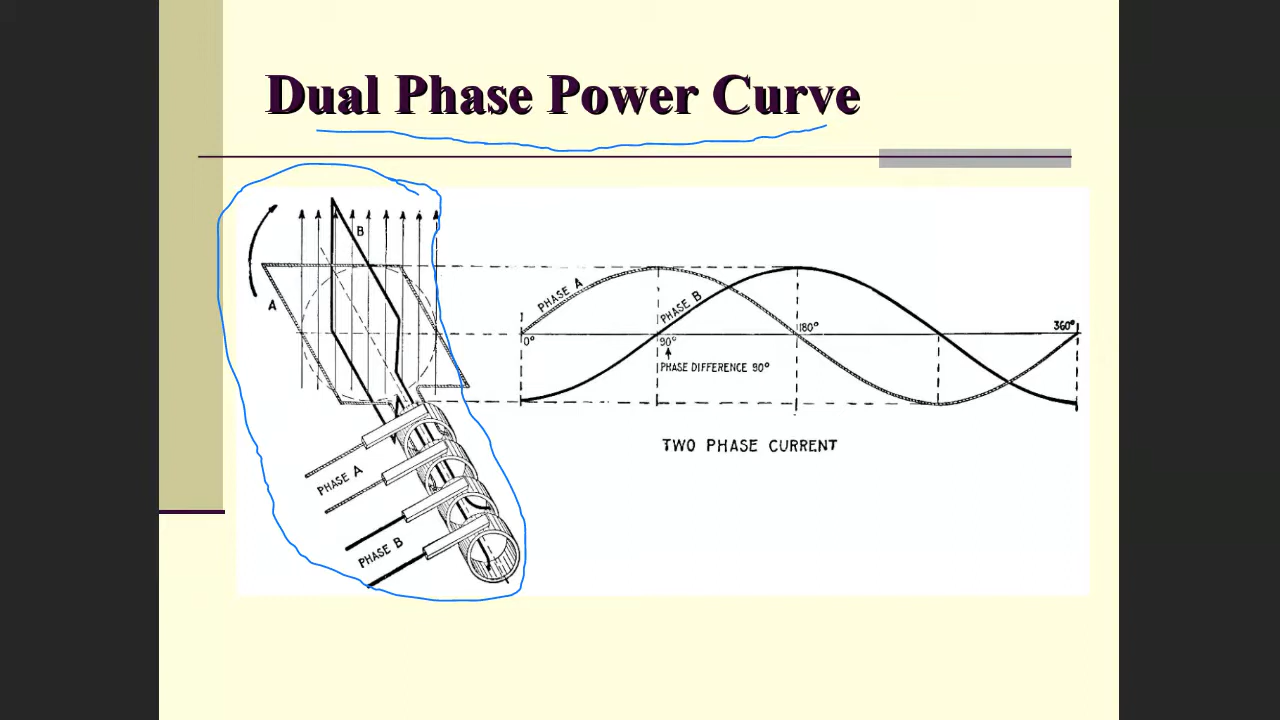 Dual Phase Power Curve
B
A
PHASE A
PHASE B
PHASE A
PHASE B
0°
90°
180°
360°
PHASE DIFFERENCE 90°
TWO PHASE CURRENT